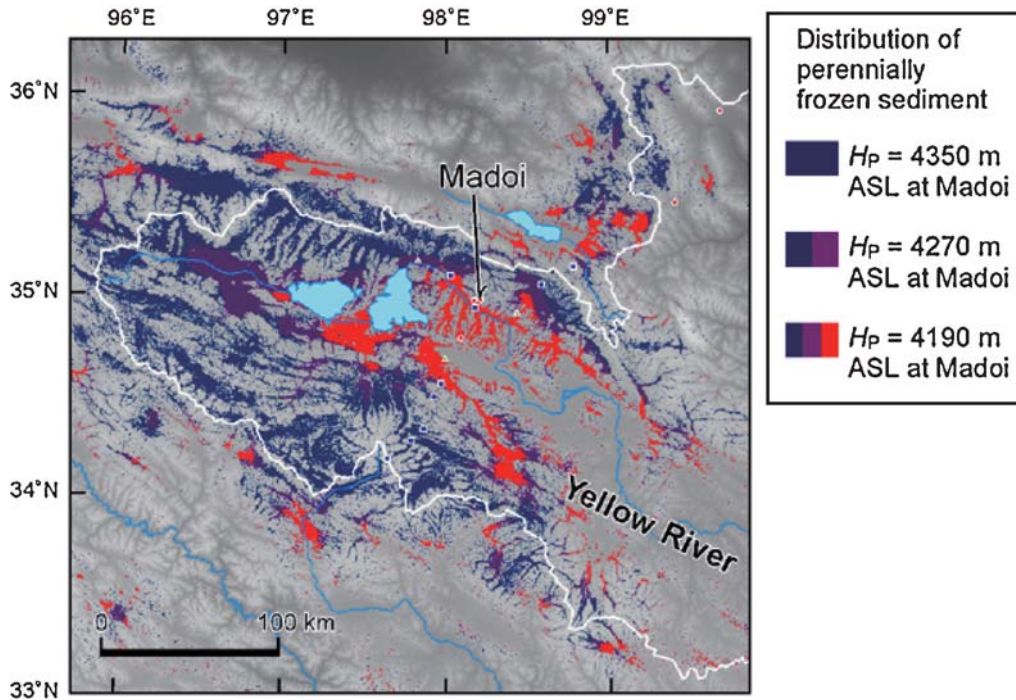 96°E 97°E 98°E 99°E
36°N
35°N
34°N
33°N
Madoi
Yellow River
0 100 km
Distribution of
perennially
frozen sediment
HP = 4350 m
ASL at Madoi
HP = 4270 m
ASL at Madoi
HP = 4190 m
ASL at Madoi